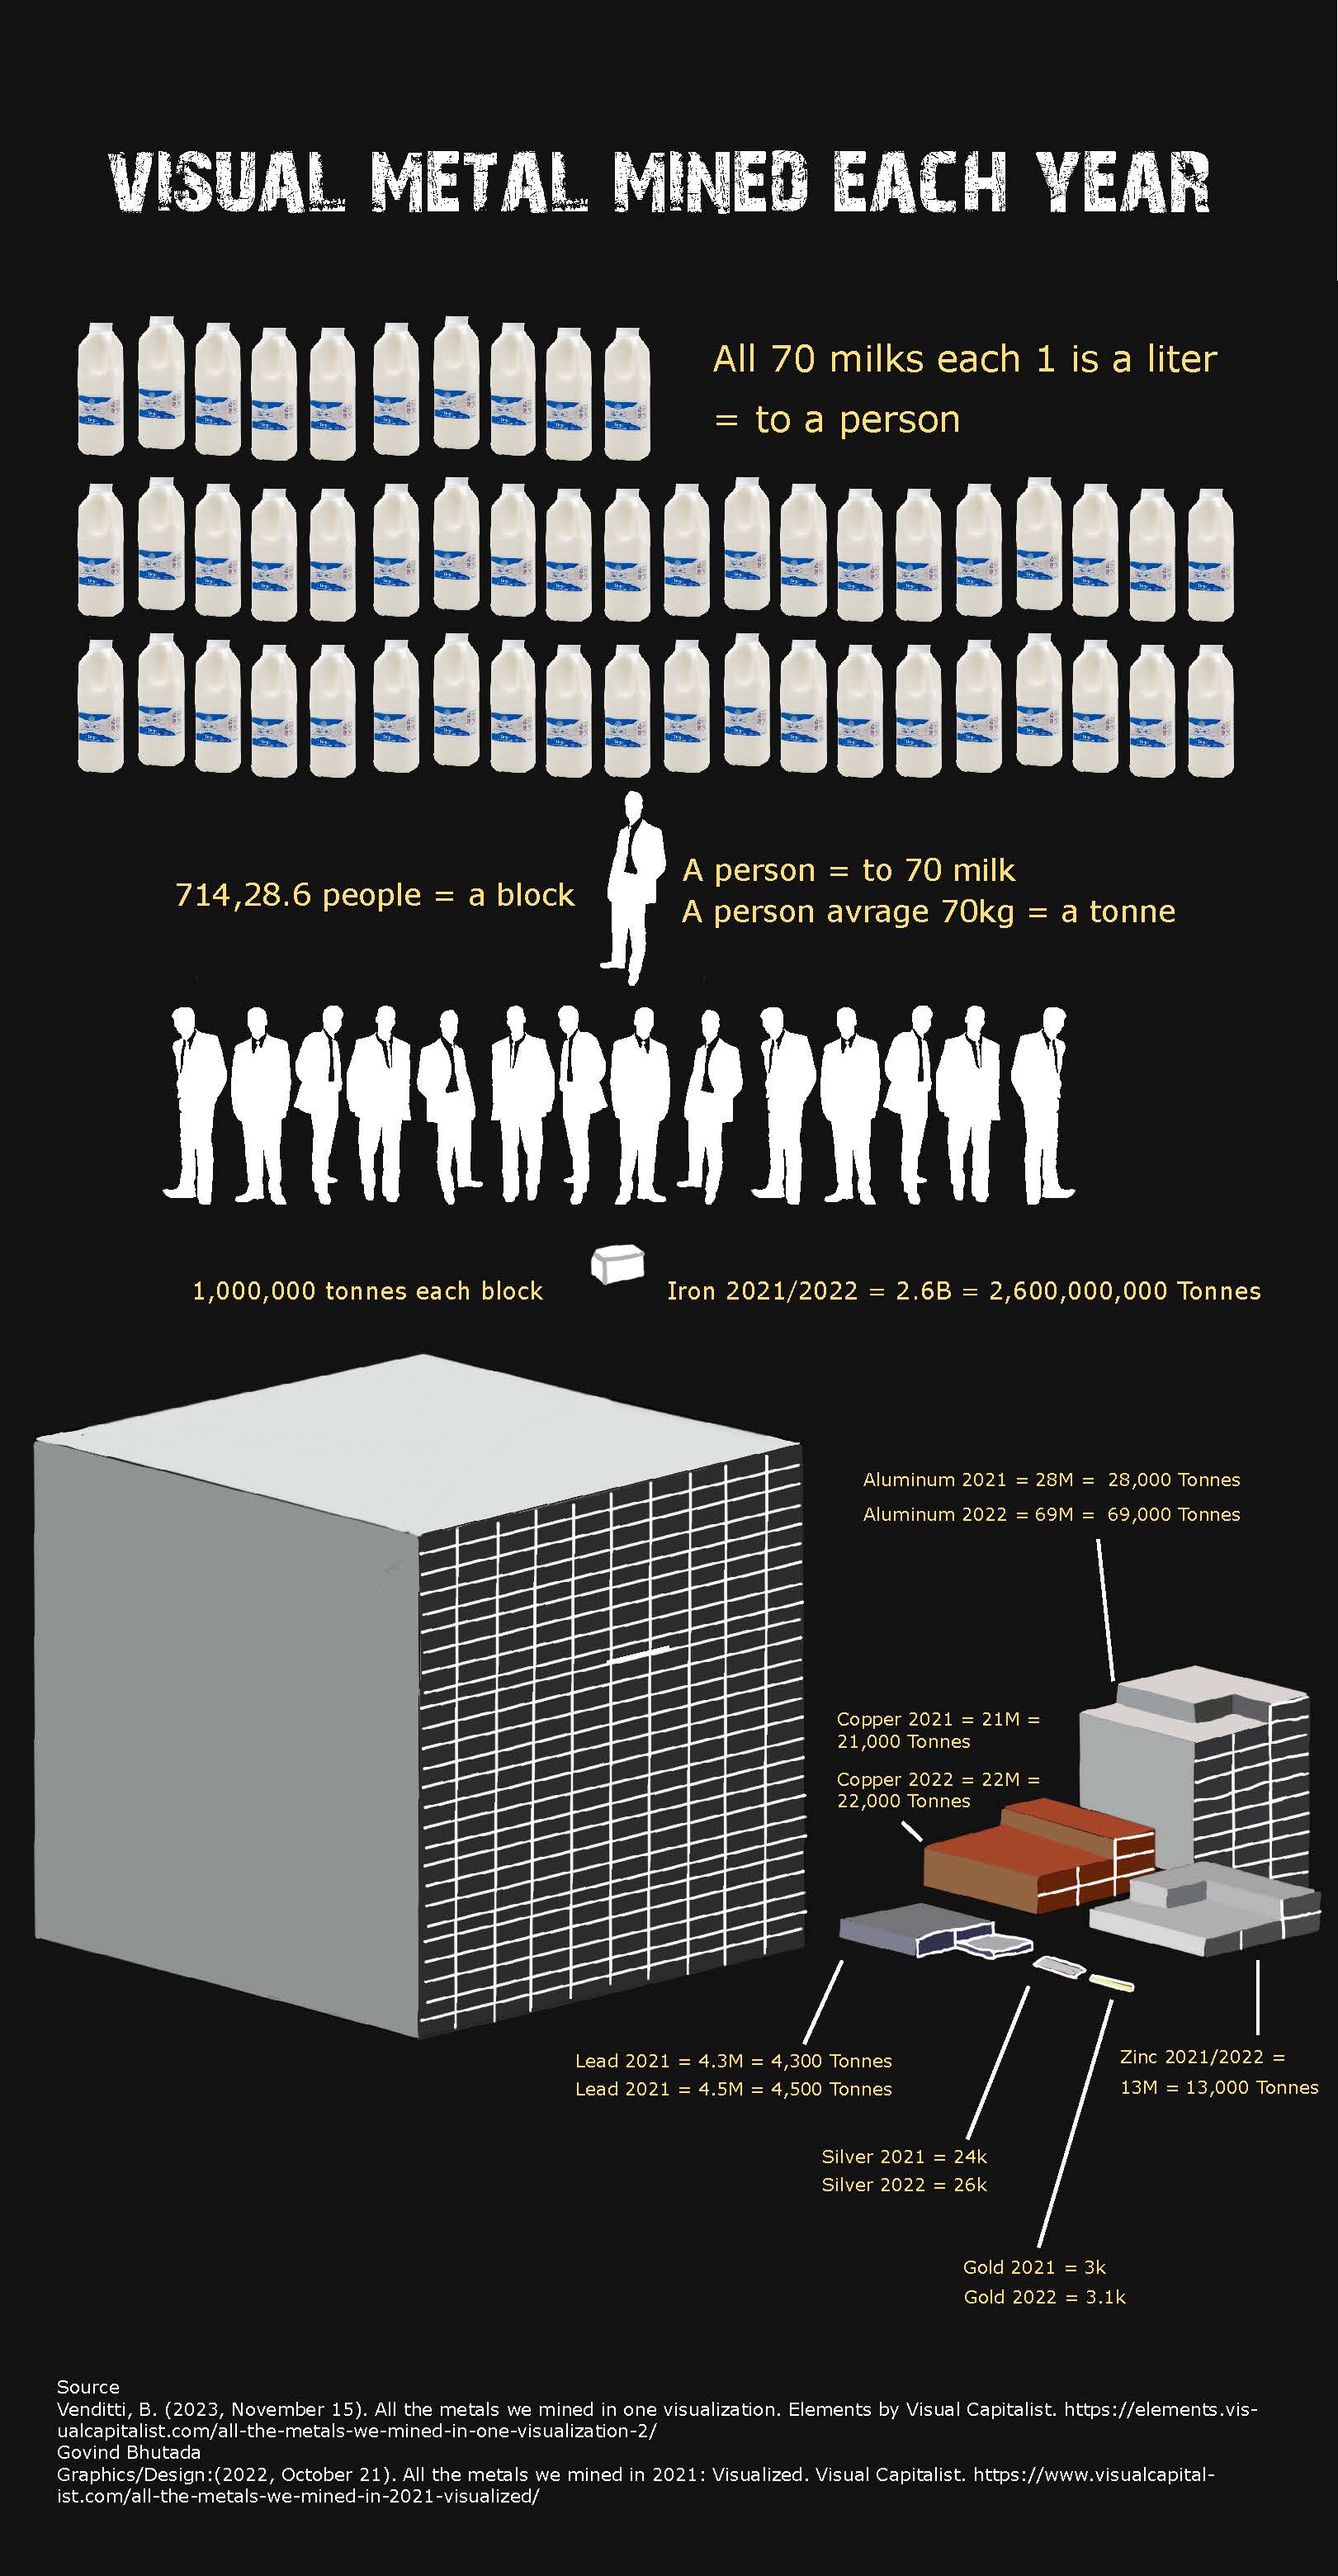 VISUAL METAL MINED EACH YEAR
All 70 milks each 1 is a liter
= to a person
714,28.6 people = a block
A person = to 70 milk
A person avrage 70kg = a tonne
1,000,000 tonnes each block
Iron 2021/2022 = 2.6B = 2,600,000,000 Tonnes
Aluminum 2021 = 28M =  28,000 Tonnes
Aluminum 2022 = 69M =  69,000 Tonnes
Copper 2021 = 21M =
21,000 Tonnes
Copper 2022 = 22M =
22,000 Tonnes
Lead 2021 = 4.3M = 4,300 Tonnes
Lead 2021 = 4.5M = 4,500 Tonnes
Zinc 2021/2022 =
13M = 13,000 Tonnes
Silver 2021 = 24k
Silver 2022 = 26k
Gold 2021 = 3k
Gold 2022 = 3.1k
Source
Venditti, B. (2023, November 15). All the metals we mined in one visualization. Elements by Visual Capitalist. https://elements.vis-
ualcapitalist.com/all-the-metals-we-mined-in-one-visualization-2/
Govind Bhutada
Graphics/Design:(2022, October 21). All the metals we mined in 2021: Visualized. Visual Capitalist. https://www.visualcapital-
ist.com/all-the-metals-we-mined-in-2021-visualized/